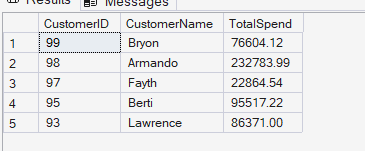 Results Messages
CustomerID CustomerName TotalSpend
1 99 Bryon 76604.12
2 98 Armando 232783.99
3 97 Fayth 22864.54
4 95 Berti 95517.22
5 93 Lawrence 86371.00